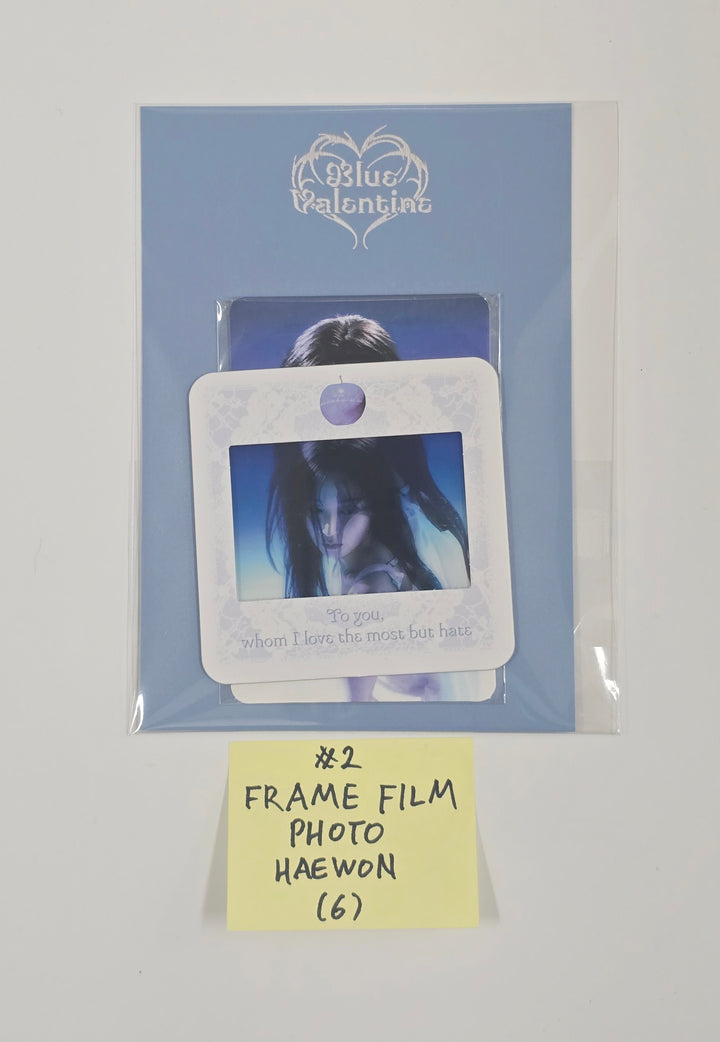 Blue
Valentine
To you,
whom I love the most but hate
#2
FRAME FILM
PHOTO
HAEWON
(6)